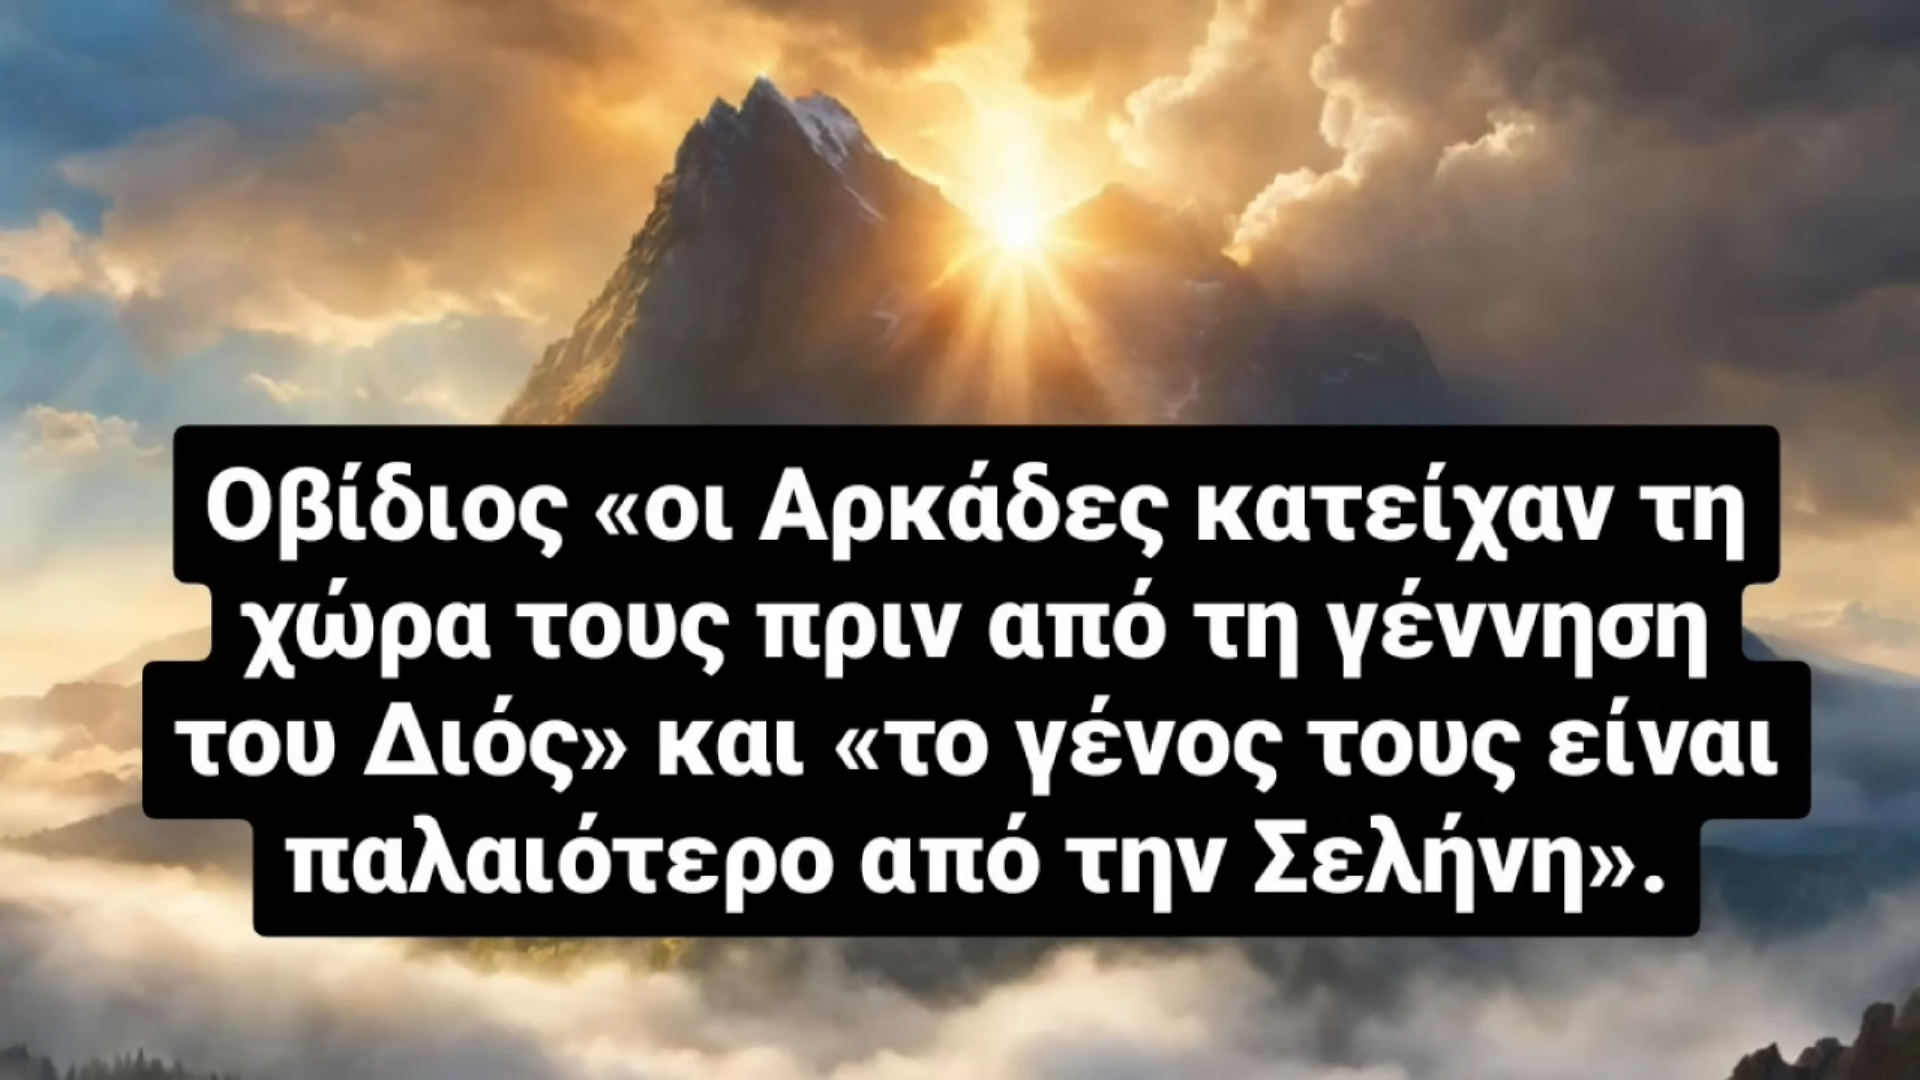 Οβίδιος «οι Αρκάδες κατείχαν τη
χώρα τους πριν από τη γέννηση
του Διός» και «το γένος τους είναι
παλαιότερο από την Σελήνη».